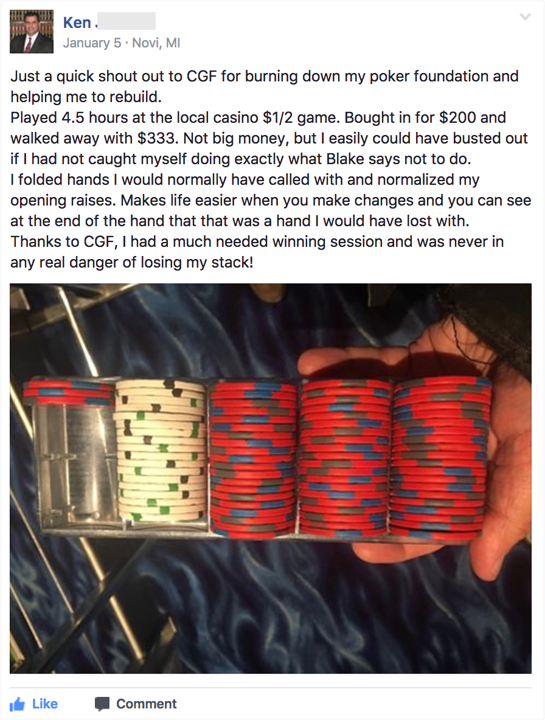 Ken J
January 5 · Novi, MI
Just a quick shout out to CGF for burning down my poker foundation and
helping me to rebuild.
Played 4.5 hours at the local casino $1/2 game. Bought in for $200 and
walked away with $333. Not big money, but I easily could have busted out
if I had not caught myself doing exactly what Blake says not to do.
I folded hands I would normally have called with and normalized my
opening raises. Makes life easier when you make changes and you can see
at the end of the hand that that was a hand I would have lost with.
Thanks to CGF, I had a much needed winning session and was never in
any real danger of losing my stack!
Like
Comment